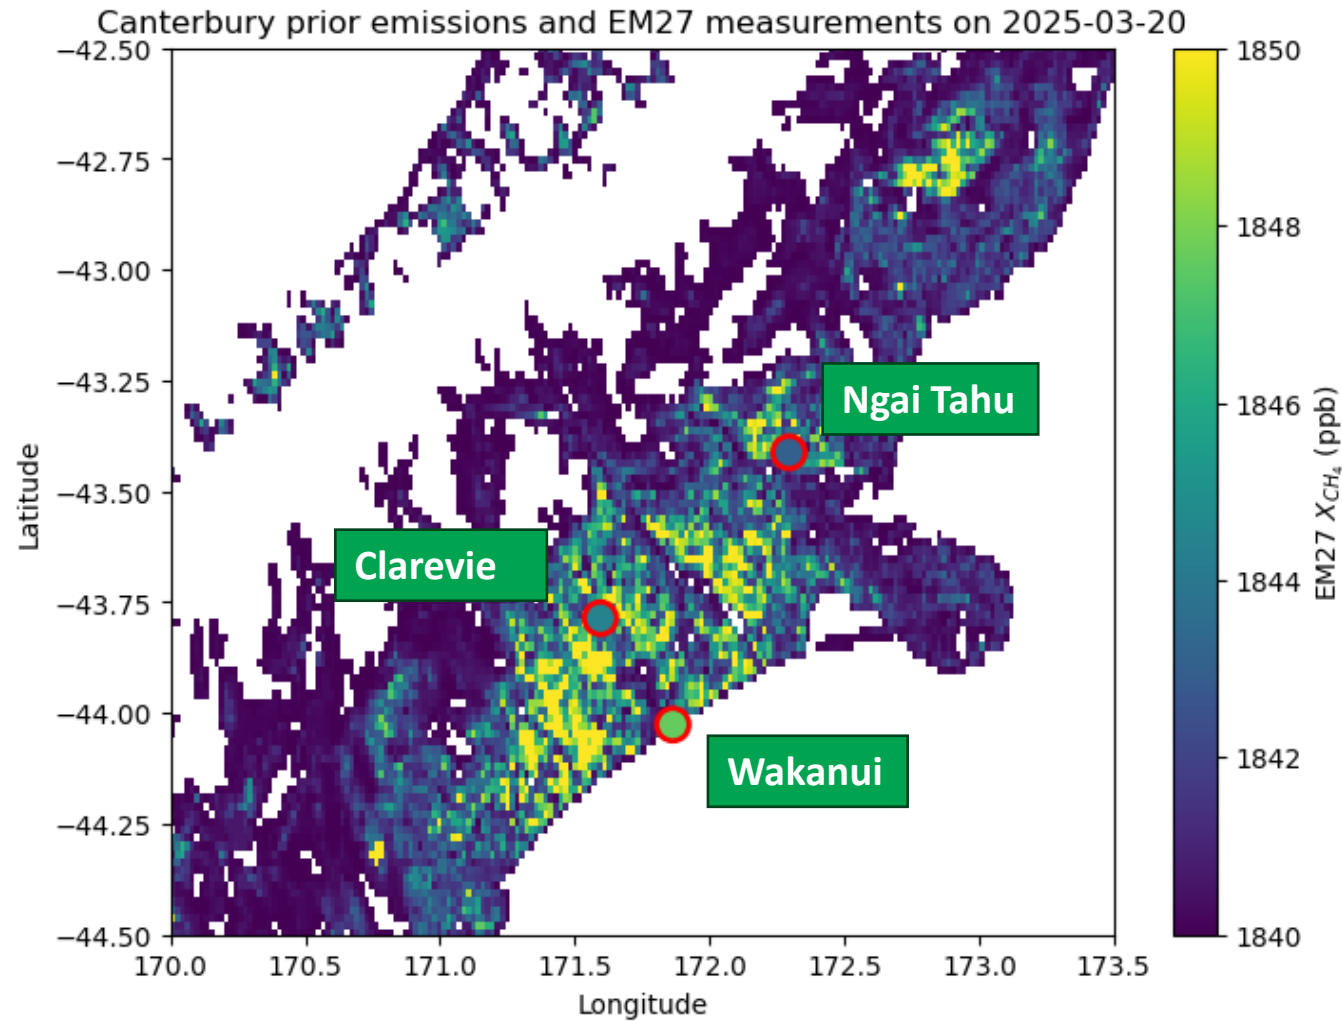 Canterbury prior emissions and EM27 measurements on 2025-03-20
−42.50
−42.75
−43.00
−43.25
−43.50
−43.75
−44.00
−44.25
−44.50
Latitude
170.0 170.5 171.0 171.5 172.0 172.5 173.0 173.5
Longitude
Ngai Tahu
Clarevie
Wakanui
1850
1848
1846
1844
1842
1840
EM27 X_CH₄ (ppb)